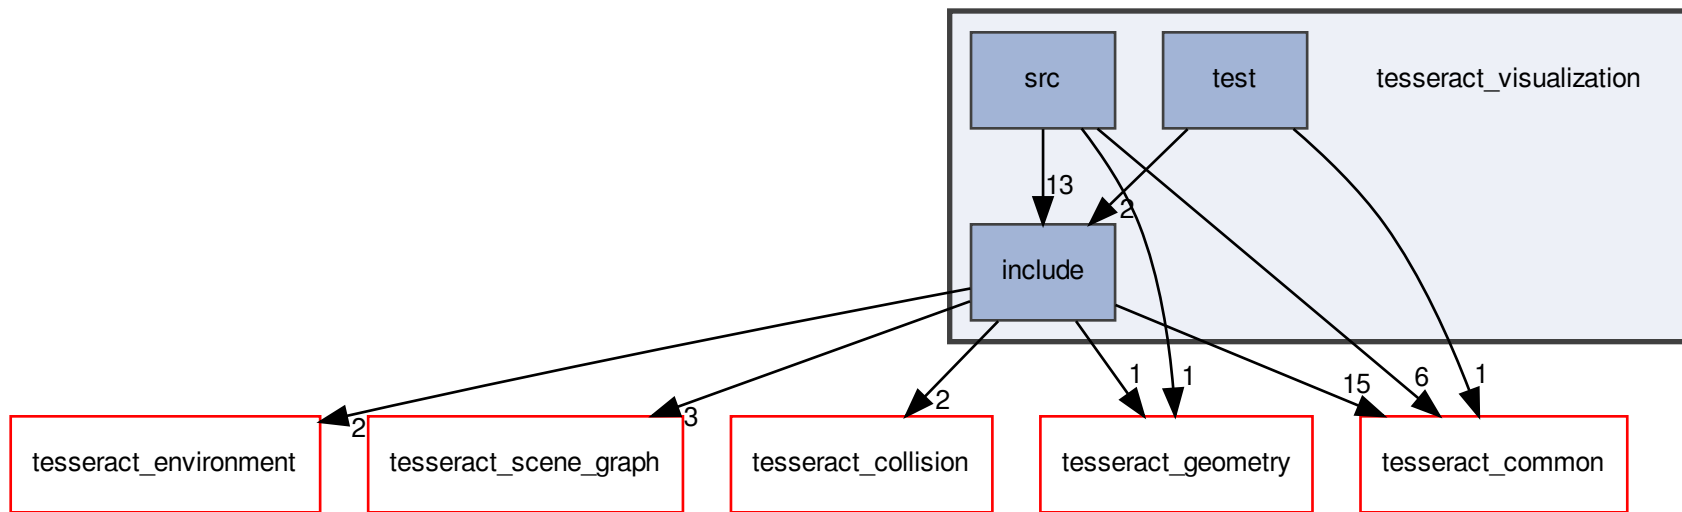 src
test
tesseract_visualization
13
2
include
2
3
2
1
1
15
6
1
tesseract_environment
tesseract_scene_graph
tesseract_collision
tesseract_geometry
tesseract_common